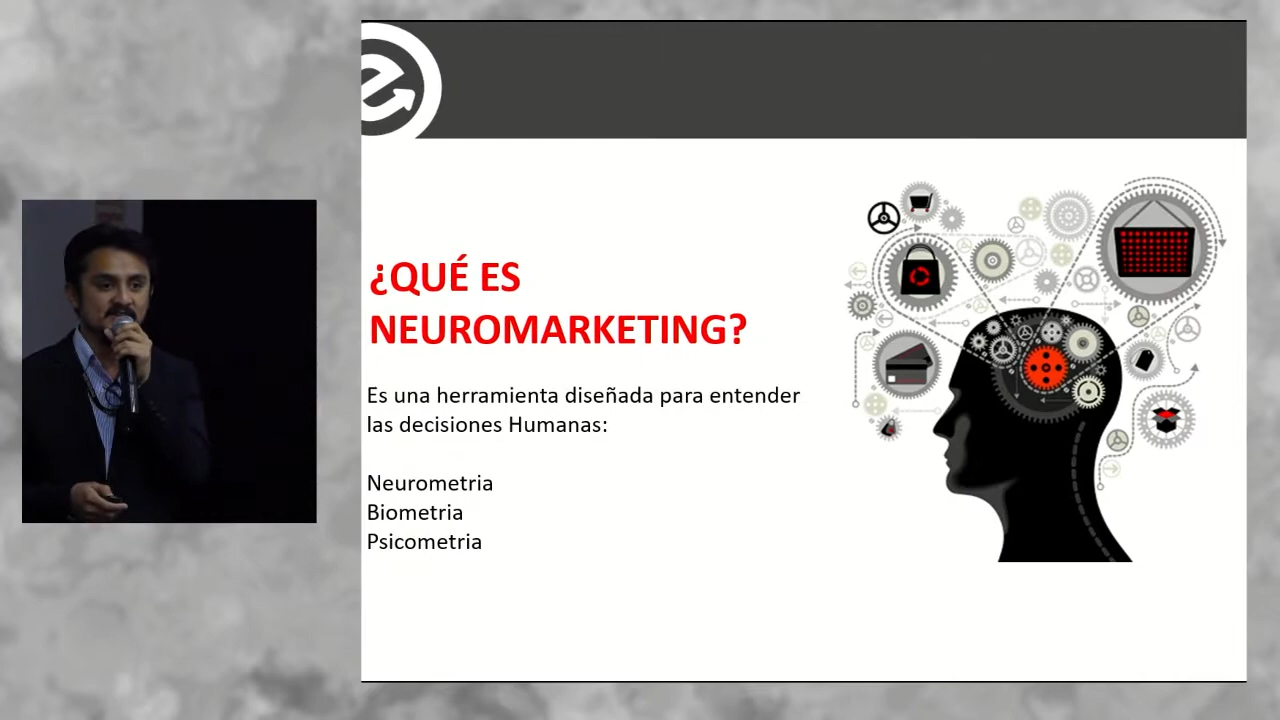 ¿QUÉ ES
NEUROMARKETING?
Es una herramienta diseñada para entender
las decisiones Humanas:
Neurometria
Biometria
Psicometria